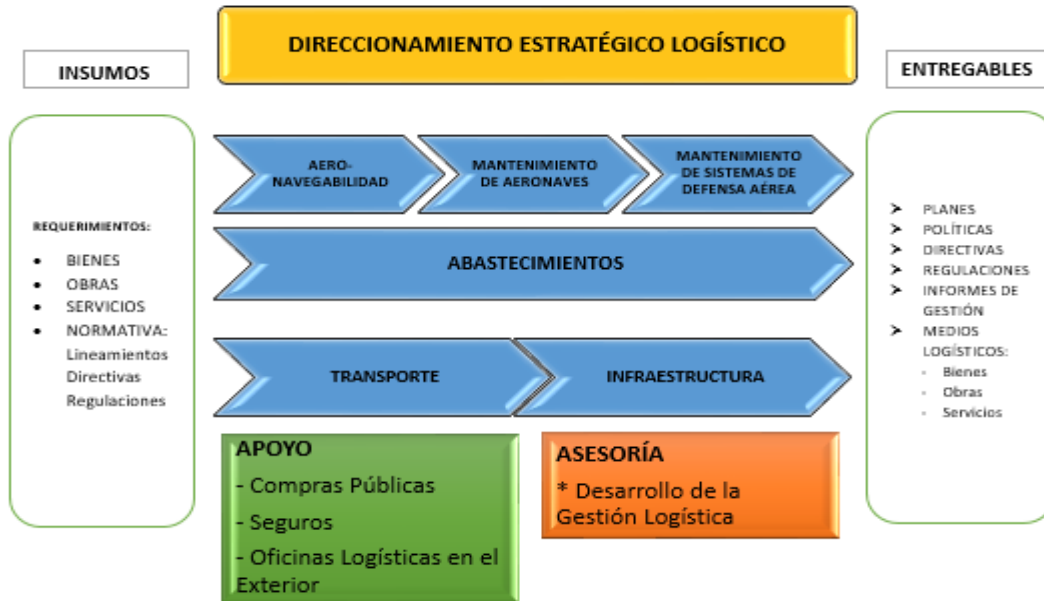 DIRECCIONAMIENTO ESTRATÉGICO LOGÍSTICO
INSUMOS
REQUERIMIENTOS:
• BIENES
• OBRAS
• SERVICIOS
• NORMATIVA:
Lineamientos
Directivas
Regulaciones
AERO-
NAVEGABILIDAD
MANTENIMIENTO
DE AERONAVES
MANTENIMIENTO
DE SISTEMAS DE
DEFENSA AÉREA
ABASTECIMIENTOS
TRANSPORTE
INFRAESTRUCTURA
APOYO
- Compras Públicas
- Seguros
- Oficinas Logísticas en el
Exterior
ASESORÍA
* Desarrollo de la
Gestión Logística
ENTREGABLES
➤ PLANES
➤ POLÍTICAS
➤ DIRECTIVAS
➤ REGULACIONES
➤ INFORMES DE
GESTIÓN
➤ MEDIOS
LOGÍSTICOS:
- Bienes
- Obras
- Servicios